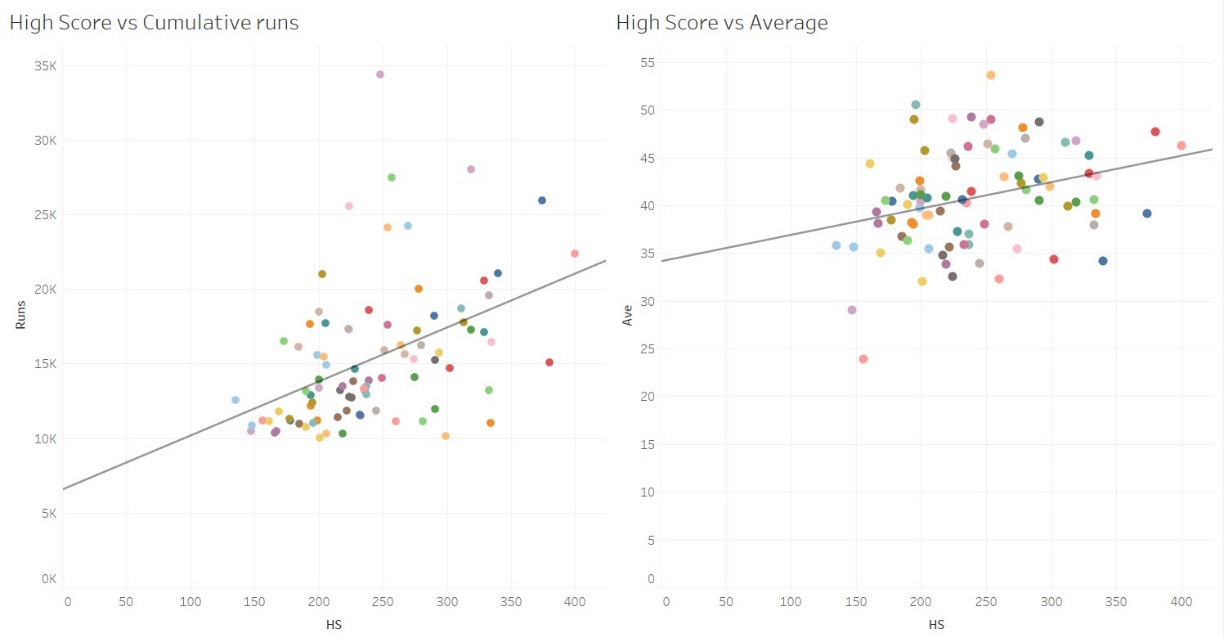 High Score vs Cumulative runs
35K
30K
25K
20K
15K
10K
5K
0K
Runs
0 50 100 150 200 250 300 350 400
HS
High Score vs Average
55
50
45
40
35
30
25
20
15
10
5
0
Ave
0 50 100 150 200 250 300 350 400
HS